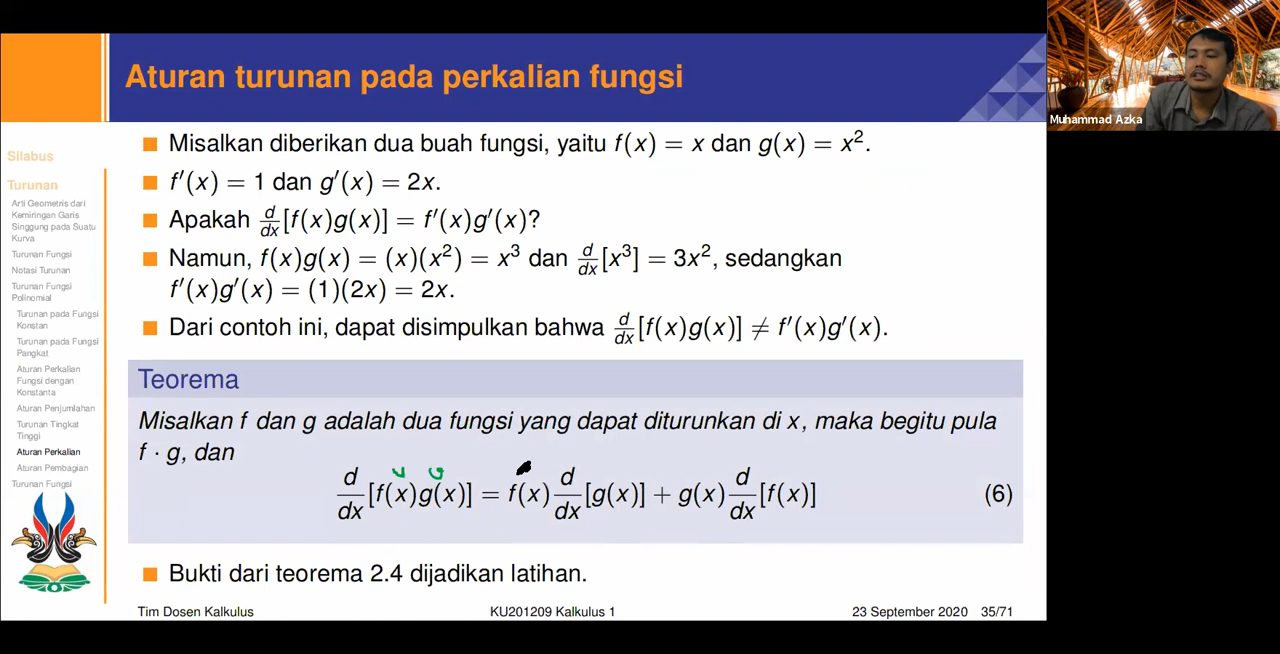 Aturan turunan pada perkalian fungsi
Muhammad Azka
Silabus
Turunan
Arti Geometris dari
Kemiringan Garis
Singgung pada Suatu
Kurva
Turunan Fungsi
Notasi Turunan
Turunan Fungsi
Polinomial
Turunan pada Fungsi
Konstan
Turunan pada Fungsi
Pangkat
Aturan Perkalian
Fungsi dengan
Konstanta
Aturan Penjumlahan
Turunan Tingkat
Tinggi
Aturan Perkalian
Aturan Pembagian
Turunan Fungsi
Misalkan diberikan dua buah fungsi, yaitu f(x) = x dan g(x) = x².
f′(x) = 1 dan g′(x) = 2x.
Apakah d/dx [f(x)g(x)] = f′(x)g′(x)?
Namun, f(x)g(x) = (x)(x²) = x³ dan d/dx [x³] = 3x², sedangkan
f′(x)g′(x) = (1)(2x) = 2x.
Dari contoh ini, dapat disimpulkan bahwa d/dx [f(x)g(x)] ≠ f′(x)g′(x).
Teorema
Misalkan f dan g adalah dua fungsi yang dapat diturunkan di x, maka begitu pula
f · g, dan
d/dx [f(x)g(x)] = f(x) d/dx [g(x)] + g(x) d/dx [f(x)] (6)
Bukti dari teorema 2.4 dijadikan latihan.
Tim Dosen Kalkulus KU201209 Kalkulus 1 23 September 2020 35/71